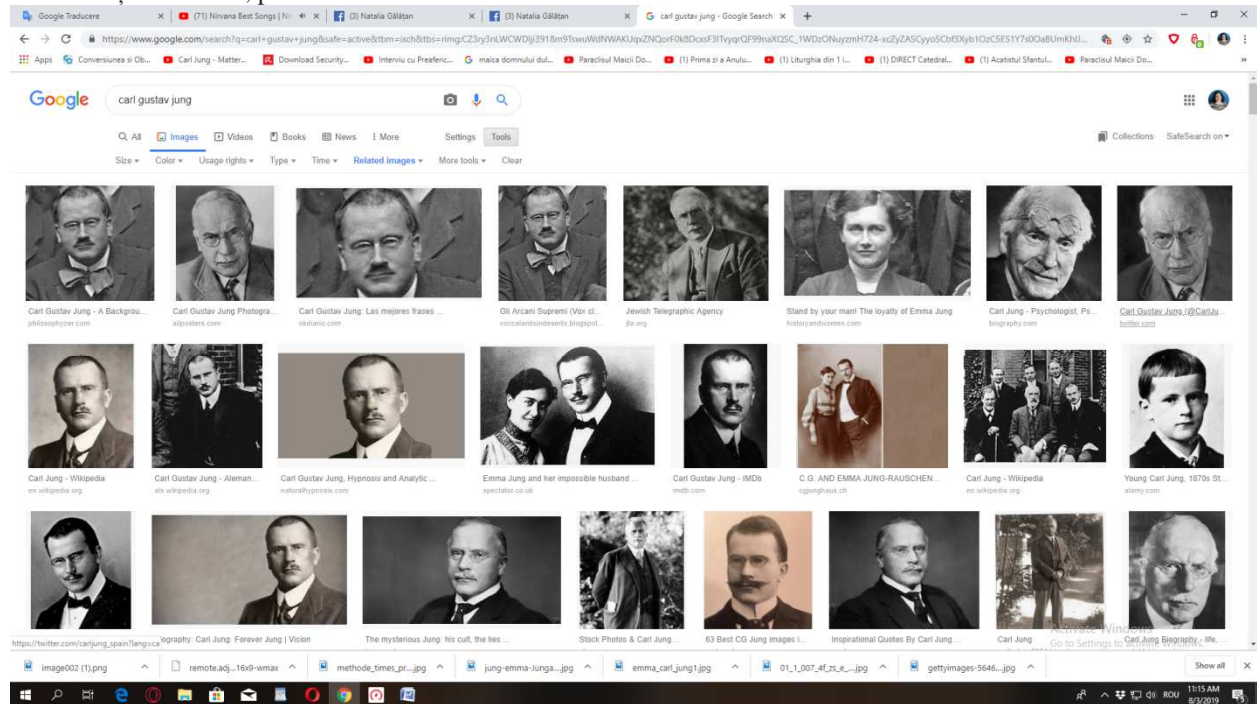 Google Traducere
(71) Nirvana Best Songs | Nir
(3) Natalia Gălățan
(3) Natalia Gălățan
carl gustav jung - Google Search
Apps
Conversiunea si Ob...
Carl Jung - Matter...
Download Security...
Interviu cu Preaferic...
maica domnului dul...
Paraclisul Maicii Do...
(1) Prima zi a Anulu...
(1) Liturghia din 1 i...
(1) DIRECT Catedral...
(1) Acatistul Sfantul...
Paraclisul Maicii Do...
Google
carl gustav jung
All
Images
Videos
Books
News
More
Settings
Tools
Collections
SafeSearch on
Size
Color
Usage rights
Type
Time
Related images
More tools
Clear
Carl Gustav Jung - A Backgrou...
philosophyzer.com
Carl Gustav Jung Photogra...
allposters.com
Carl Gustav Jung: Las mejores frases ...
okdiario.com
Gli Arcani Supremi (Vox cl...
Jewish Telegraphic Agency
jta.org
Stand by your man! The loyalty of Emma Jung
historyandwomen.com
Carl Jung - Psychologist, Ps...
biography.com
Carl Gustav Jung (@CarlJu...
twitter.com
Carl Jung - Wikipedia
en.wikipedia.org
Carl Gustav Jung - Aleman...
als.wikipedia.org
Carl Gustav Jung, Hypnosis and Analytic ...
naturalhypnosis.com
Emma Jung and her impossible husband ...
spectator.co.uk
Carl Gustav Jung - IMDb
imdb.com
C.G. AND EMMA JUNG-RAUSCHEN...
cgjunghaus.ch
Carl Jung - Wikipedia
en.wikipedia.org
Young Carl Jung, 1870s St...
alamy.com
https://twitter.com/carljung_spain?lang=ca
Biography: Carl Jung: Forever Jung | Vision
The mysterious Jung: his cult, the lies ...
Stock Photos & Carl Jung ...
63 Best CG Jung images i...
Inspirational Quotes By Carl Jung ...
Carl Jung
Carl Jung Biography - life, ...
Activate Windows
Go to Settings to activate Windows.
image002 (1).png
remote.adj...16x9-wmax
methode_times_pr....jpg
jung-emma-Junga....jpg
emma_carl_jung1.jpg
01_1_007_4f_zs_e_....jpg
gettyimages-5646....jpg
Show all
ROU
11:15 AM
8/3/2019